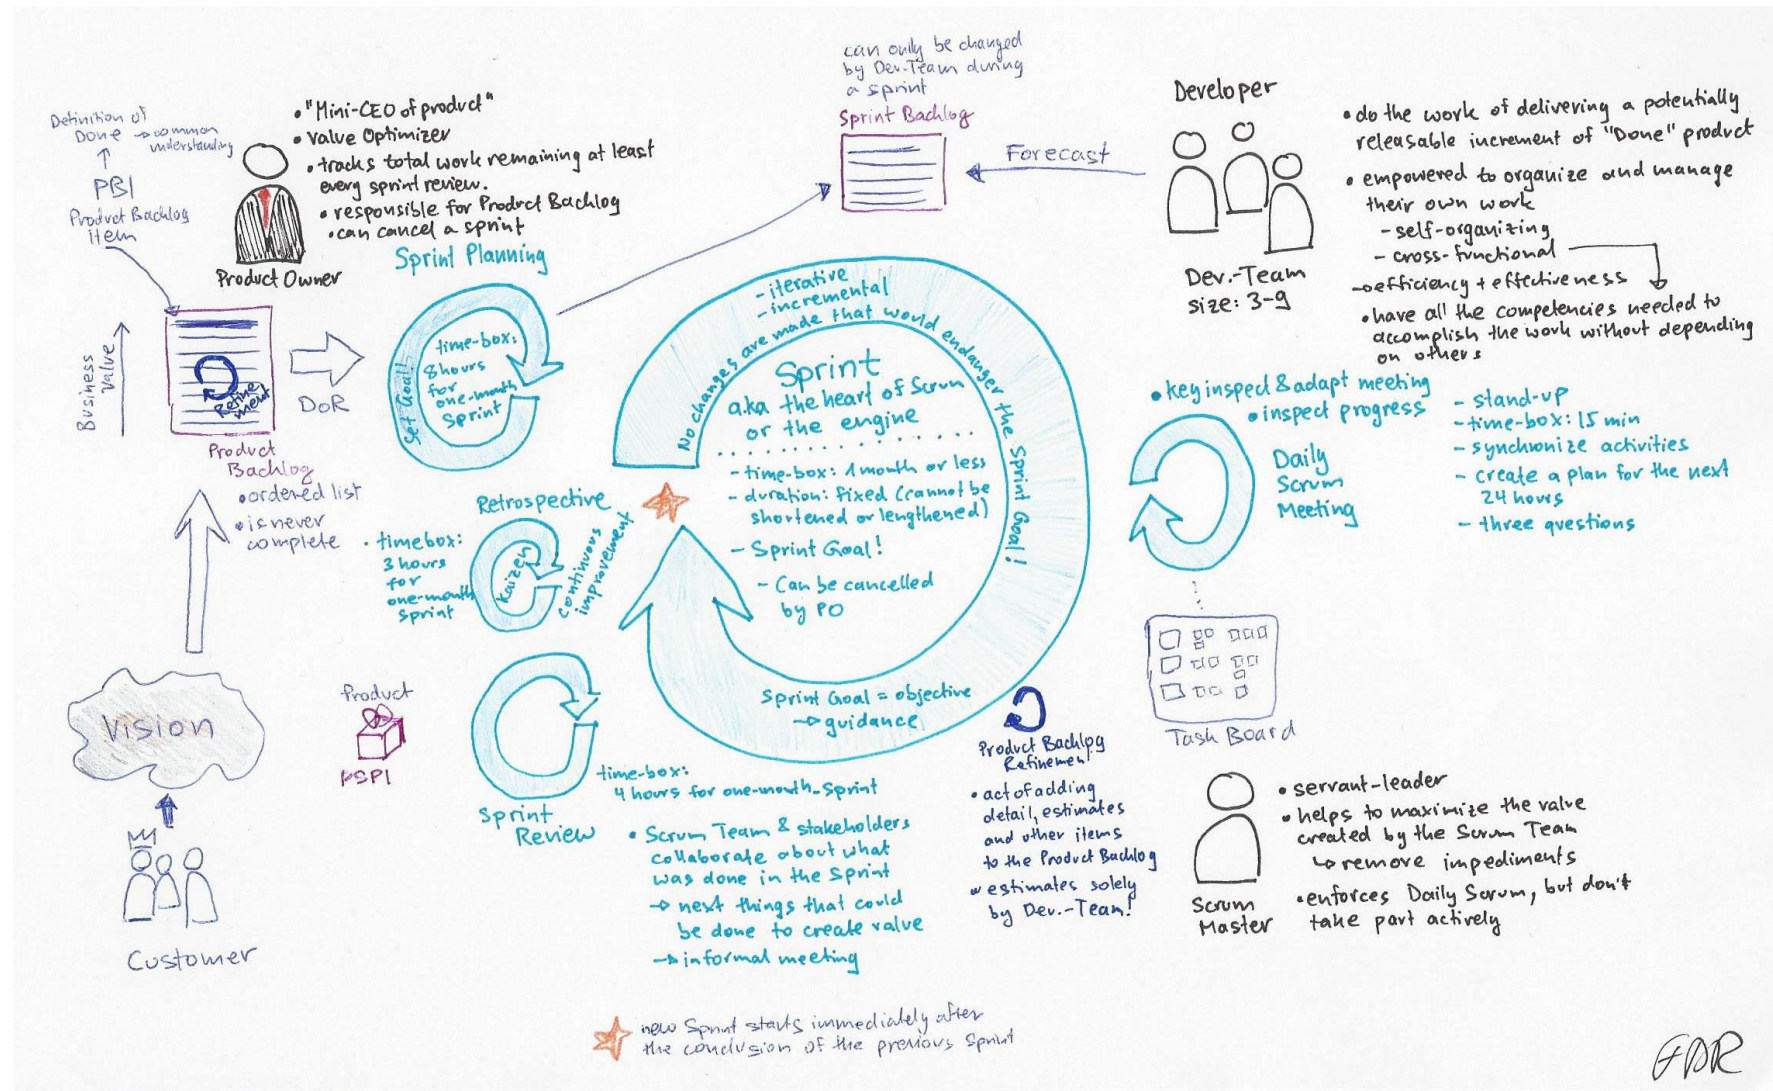 Definition of
Done → common
understanding
PBI
Product Backlog
item
• "Mini-CEO of product"
• Value Optimizer
• tracks total work remaining at least
every sprint review.
• responsible for Product Backlog
• can cancel a sprint
Product Owner
can only be changed
by Dev.-Team during
a sprint
Sprint Backlog
Forecast
Developer
Dev.-Team
size: 3-9
• do the work of delivering a potentially
releasable increment of "Done" product
• empowered to organize and manage
their own work
- self-organizing
- cross-functional
→ efficiency + effectiveness
• have all the competencies needed to
accomplish the work without depending
on others
Business
Value
Refine
ment
DoR
Product
Backlog
• ordered list
• is never
complete
Sprint Planning
Set Goal!
time-box:
8 hours
for
one-month
Sprint
- iterative
- incremental
No changes are made that would endanger the Sprint Goal!
Sprint
a.k.a the heart of Scrum
or the engine
- time-box: 1 month or less
- duration: fixed (cannot be
shortened or lengthened)
- Sprint Goal!
- Can be cancelled
by PO
Sprint Goal = objective
→ guidance
• key inspect & adapt meeting
• inspect progress
Daily
Scrum
Meeting
- stand-up
- time-box: 15 min
- synchronize activities
- create a plan for the next
24 hours
- three questions
Retrospective
• timebox:
3 hours
for
one-month
Sprint
Kaizen
continuous
improvement
Vision
Customer
Product
PSPI
Sprint
Review
time-box:
4 hours for one-month Sprint
• Scrum Team & stakeholders
collaborate about what
was done in the Sprint
→ next things that could
be done to create value
→ informal meeting
Product Backlog
Refinement
• act of adding
detail, estimates
and other items
to the Product Backlog
• estimates solely
by Dev.-Team!
Task Board
Scrum
Master
• servant-leader
• helps to maximize the value
created by the Scrum Team
↳ remove impediments
• enforces Daily Scrum, but don't
take part actively
new Sprint starts immediately after
the conclusion of the previous Sprint